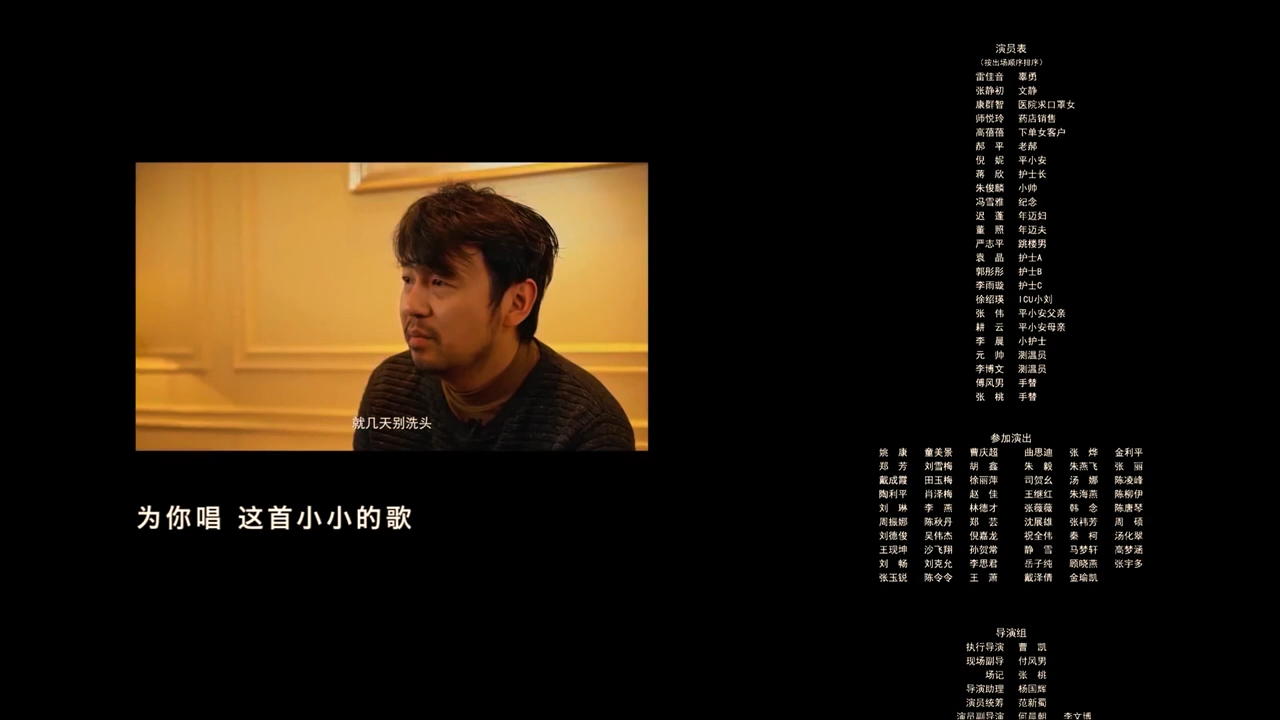 就几天别洗头
为你唱 这首小小的歌
演员表
（按出场顺序排序）
雷佳音 辜勇
张静初 文静
康群智 医院求口罩女
师悦玲 药店销售
高蓓蓓 下单女客户
郝 平 老郝
倪 妮 平小安
蒋 欣 护士长
朱俊麟 小帅
冯雪雅 纪念
迟 蓬 年迈妇
董 照 年迈夫
严志平 跳楼男
袁 晶 护士A
郭彤彤 护士B
李雨璇 护士C
徐绍瑛 ICU小刘
张 伟 平小安父亲
耕 云 平小安母亲
李 晨 小护士
元 帅 测温员
李博文 测温员
傅风男 手替
张 桃 手替
参加演出
姚 康 童美景 曹庆超 曲思迪 张 烨 金利平
郑 芳 刘雪梅 胡 鑫 朱 毅 朱燕飞 张 丽
戴成霞 田玉梅 徐丽萍 司贺幺 汤 娜 陈凌峰
陶利平 肖泽梅 赵 佳 王继红 朱海燕 陈柳伊
刘 琳 李 燕 林德才 张薇薇 韩 念 陈唐琴
周振娜 陈秋丹 郑 芸 沈展雄 张祎芳 周 硕
刘德俊 吴伟杰 倪嘉龙 祝全伟 秦 柯 汤化翠
王现坤 沙飞翔 孙贺常 静 雪 马梦轩 高梦涵
刘 畅 刘克允 李思君 岳子纯 顾晓燕 张宇多
张玉锐 陈令令 王 萧 戴泽倩 金瑜凯
导演组
执行导演 曹 凯
现场副导 付风男
场记 张 桃
导演助理 杨国辉
演员统筹 范新蜀
演员副导演 何晨朝 李文博